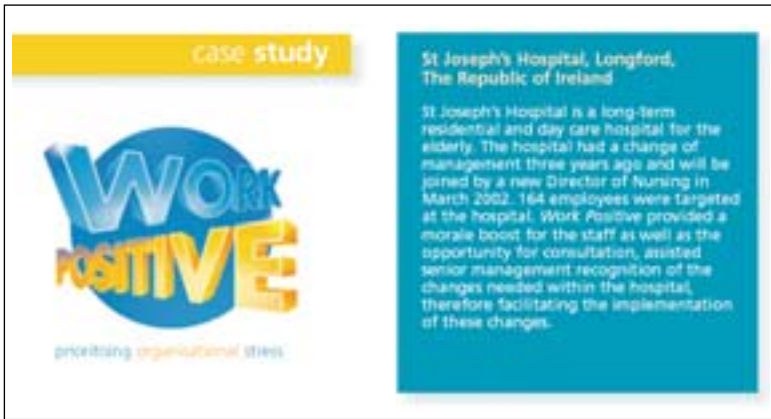 case study
WORK
POSITIVE
prioritising organisational stress
St Joseph's Hospital, Longford,
The Republic of Ireland
St Joseph's Hospital is a long-term
residential and day care hospital for the
elderly. The hospital had a change of
management three years ago and will be
joined by a new Director of Nursing in
March 2002. 164 employees were targeted
at the hospital. Work Positive provided a
morale boost for the staff as well as the
opportunity for consultation, assisted
senior management recognition of the
changes needed within the hospital,
therefore facilitating the implementation
of these changes.